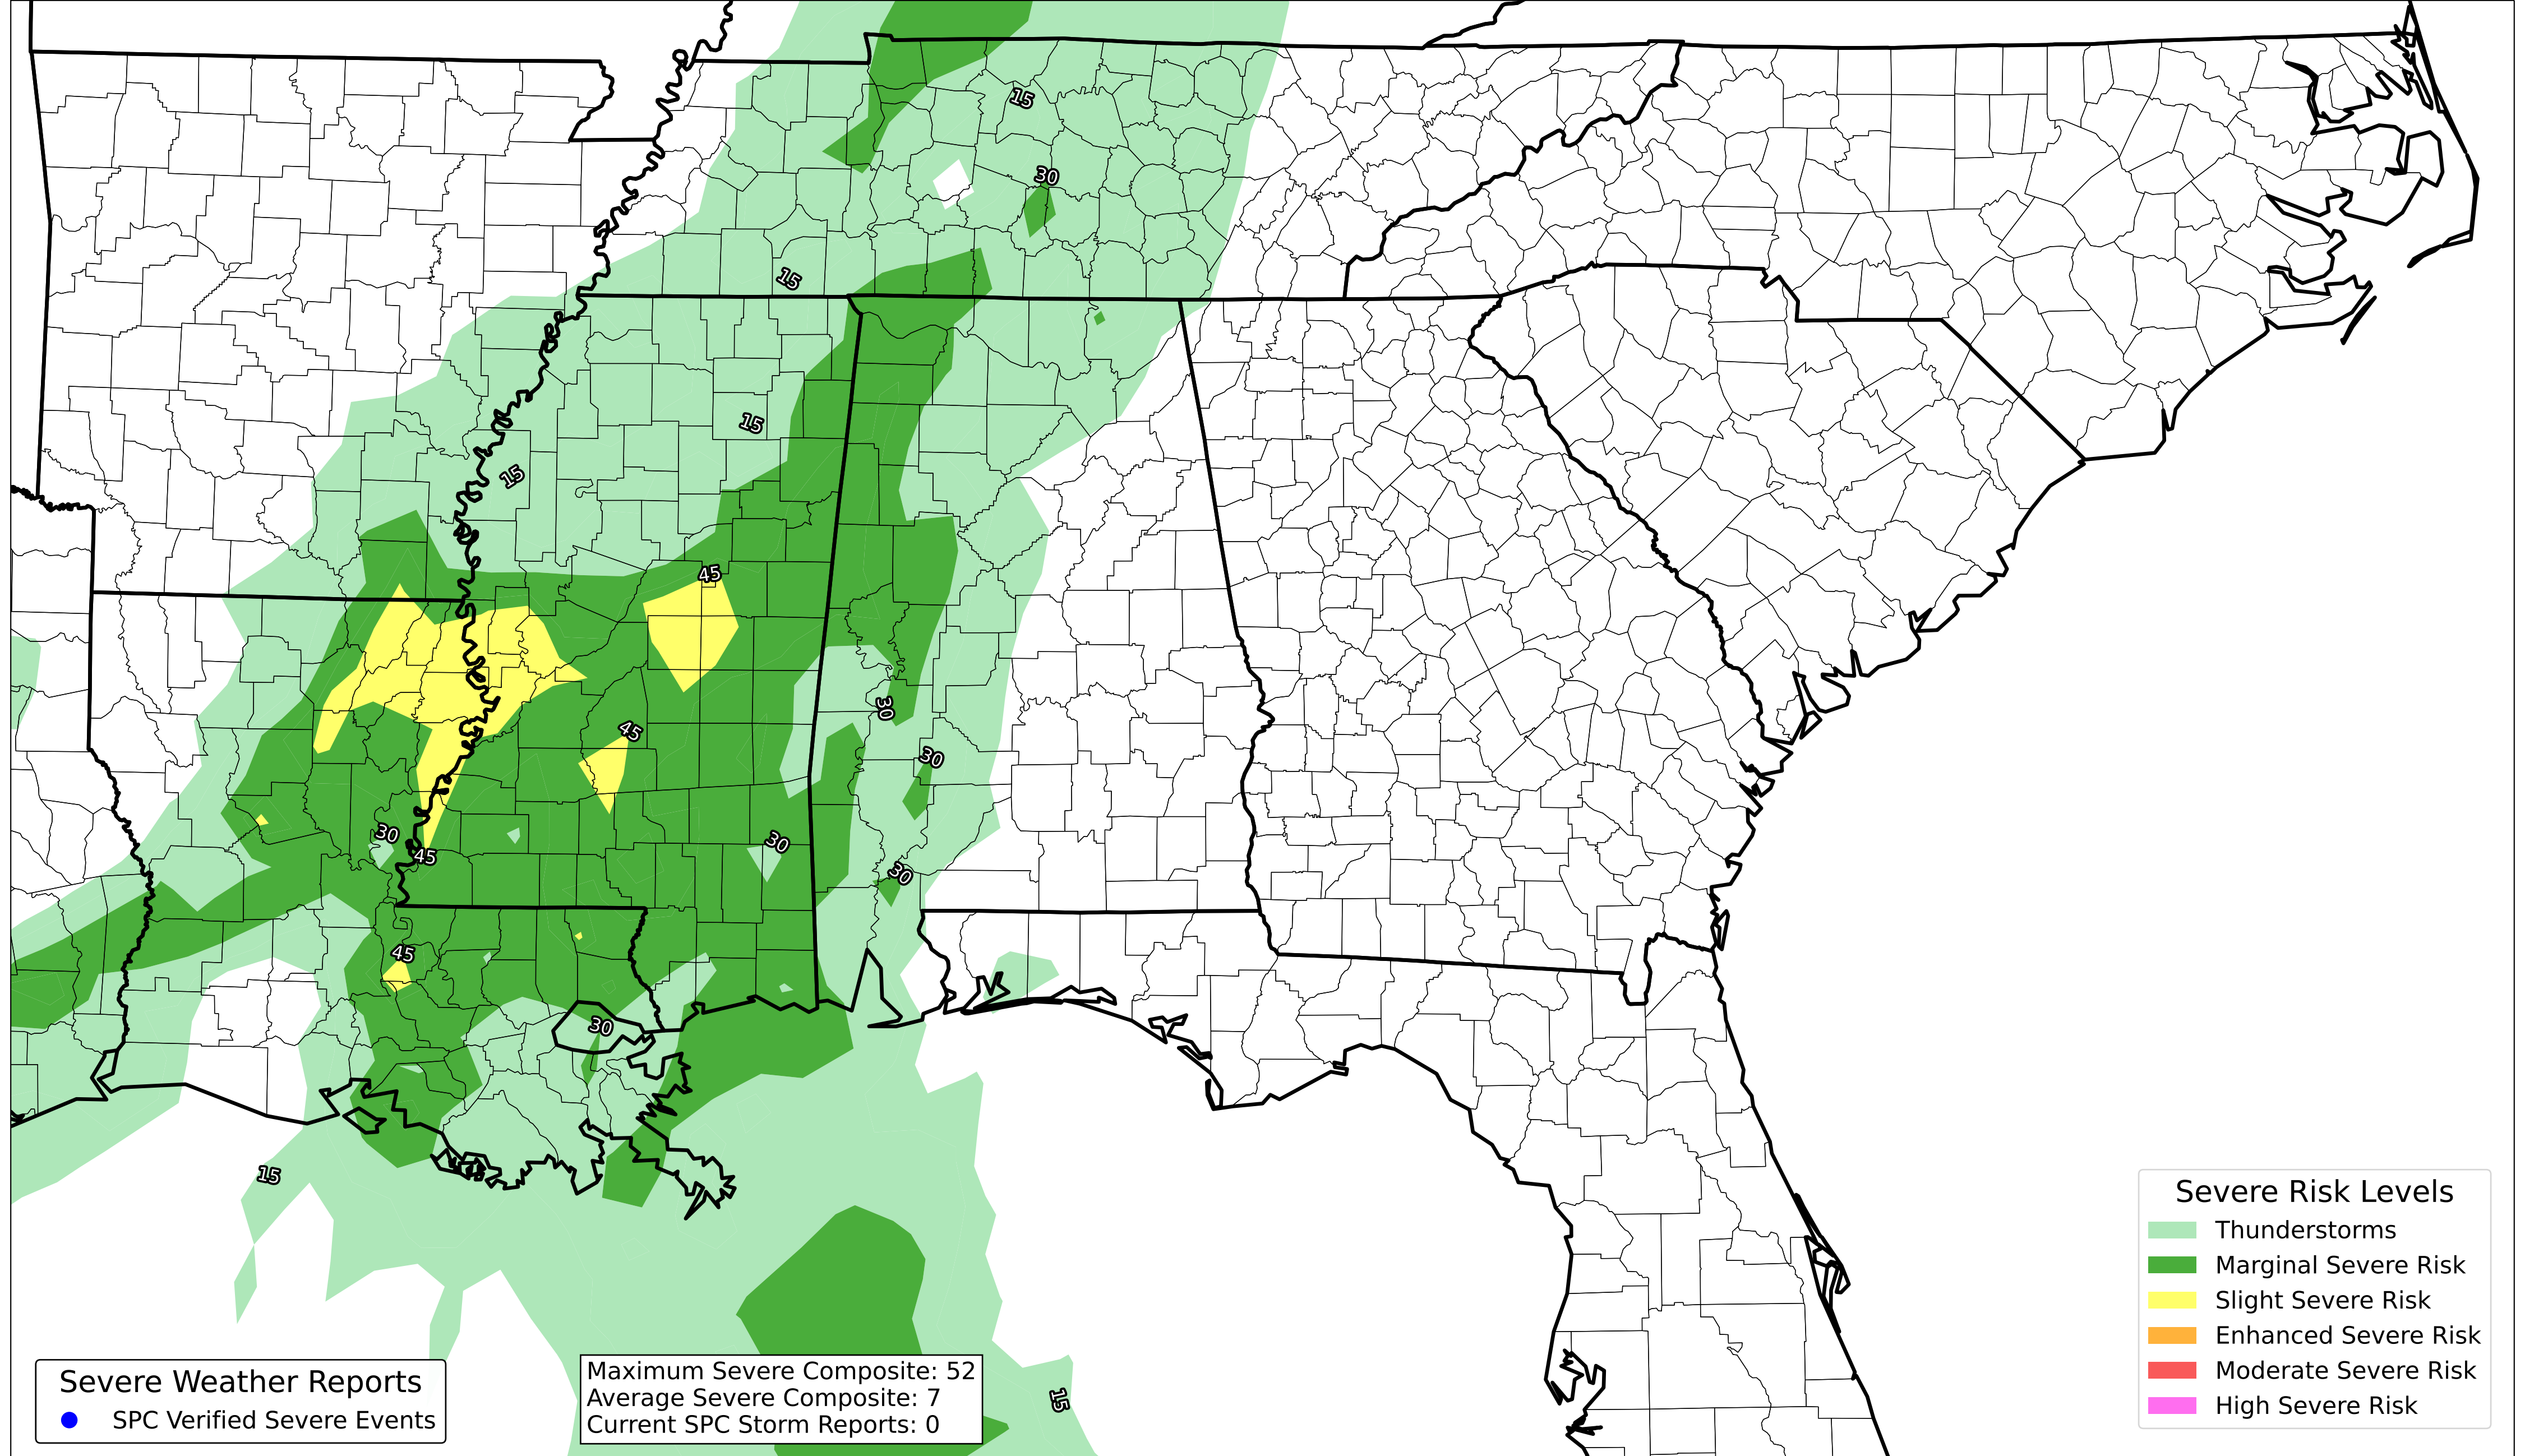 15
30
15
15
15
45
30
45
30
30
30
45
30
45
30
15
15
Severe Risk Levels
Thunderstorms
Marginal Severe Risk
Slight Severe Risk
Enhanced Severe Risk
Moderate Severe Risk
High Severe Risk
Severe Weather Reports
SPC Verified Severe Events
Maximum Severe Composite: 52
Average Severe Composite: 7
Current SPC Storm Reports: 0